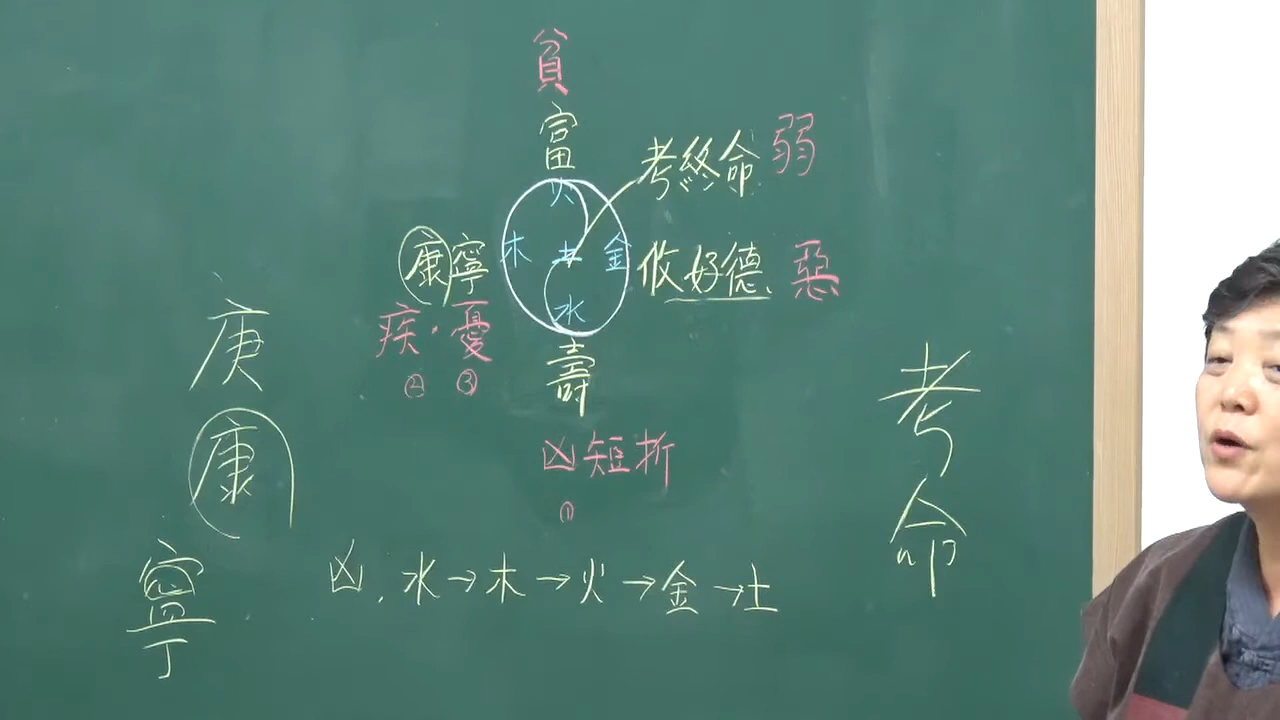 貧
富
考終命 弱
火
木 土 金
水
康寧
攸好德 惡
疾·憂
② ③
壽
凶短折
①
庚
康
寧
考
命
凶. 水→木→火→金→土